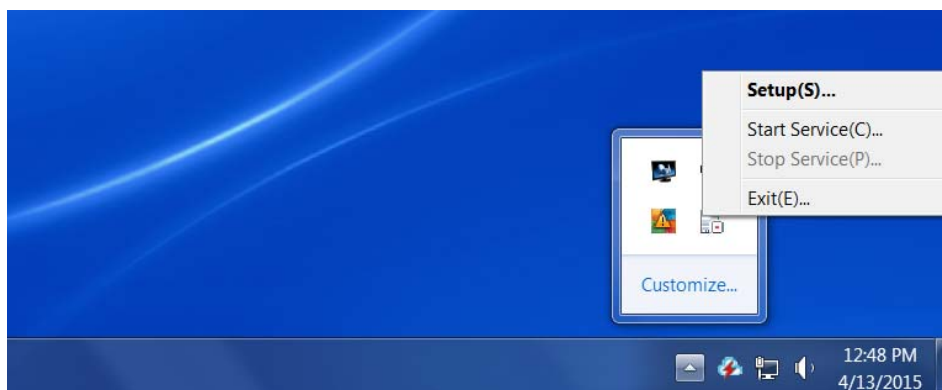 Setup(S)...
Start Service(C)...
Stop Service(P)...
Exit(E)...
Customize...
12:48 PM
4/13/2015